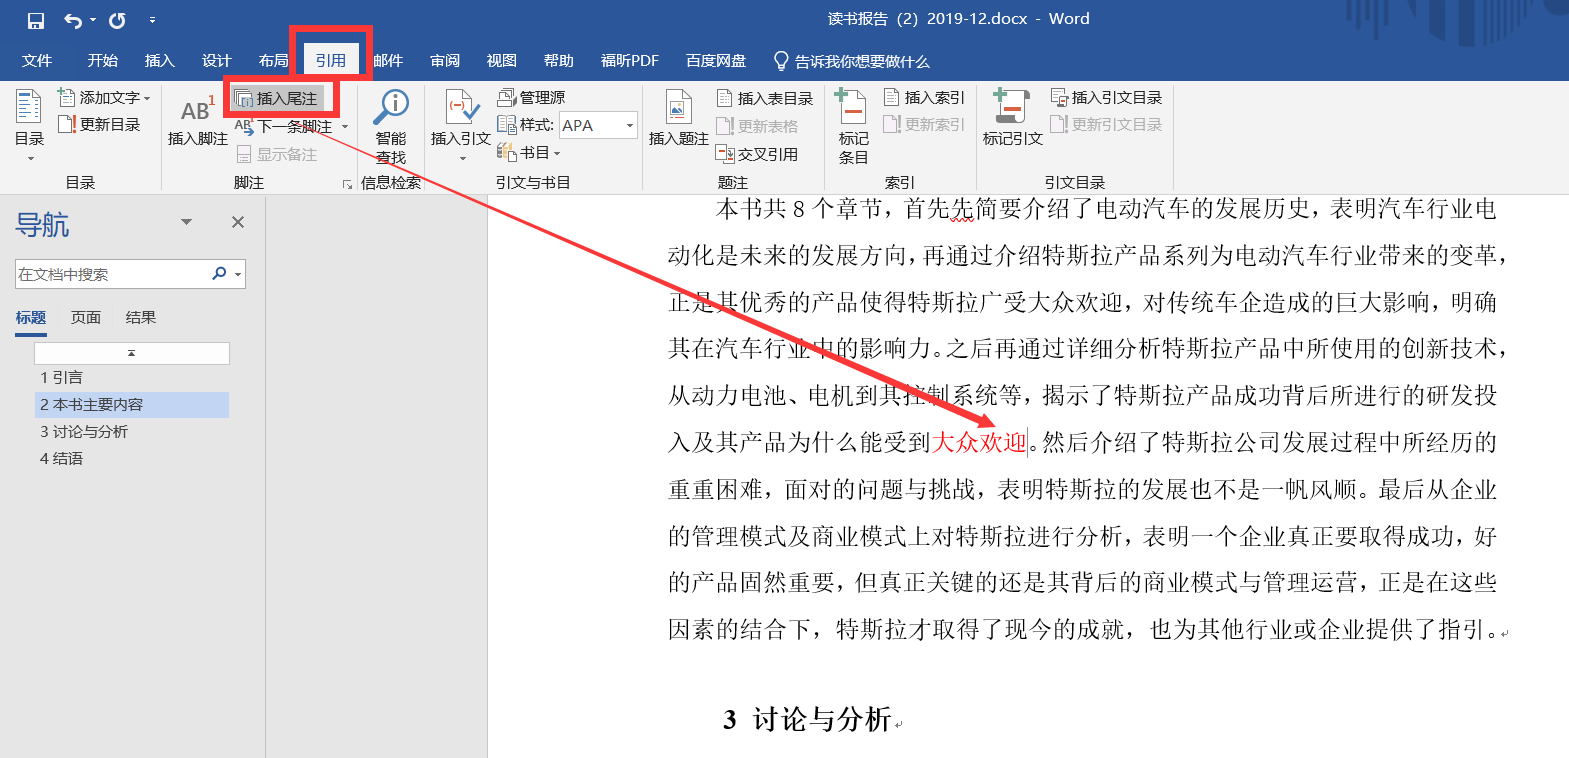 读书报告（2）2019-12.docx - Word
文件 开始 插入 设计 布局 引用 邮件 审阅 视图 帮助 福昕PDF 百度网盘 告诉我你想要做什么
目录
添加文字
更新目录
目录
AB1
插入脚注
插入尾注
AB1 下一条脚注
显示备注
脚注
智能
查找
信息检索
插入引文
管理源
样式: APA
书目
引文与书目
插入题注
插入表目录
更新表格
交叉引用
题注
标记
条目
插入索引
更新索引
索引
标记引文
插入引文目录
更新引文目录
引文目录
导航
在文档中搜索
标题 页面 结果
1 引言
2 本书主要内容
3 讨论与分析
4 结语
本书共 8 个章节，首先先简要介绍了电动汽车的发展历史，表明汽车行业电
动化是未来的发展方向，再通过介绍特斯拉产品系列为电动汽车行业带来的变革，
正是其优秀的产品使得特斯拉广受大众欢迎，对传统车企造成的巨大影响，明确
其在汽车行业中的影响力。之后再通过详细分析特斯拉产品中所使用的创新技术，
从动力电池、电机到其控制系统等，揭示了特斯拉产品成功背后所进行的研发投
入及其产品为什么能受到大众欢迎。然后介绍了特斯拉公司发展过程中所经历的
重重困难，面对的问题与挑战，表明特斯拉的发展也不是一帆风顺。最后从企业
的管理模式及商业模式上对特斯拉进行分析，表明一个企业真正要取得成功，好
的产品固然重要，但真正关键的还是其背后的商业模式与管理运营，正是在这些
因素的结合下，特斯拉才取得了现今的成就，也为其他行业或企业提供了指引。
3 讨论与分析